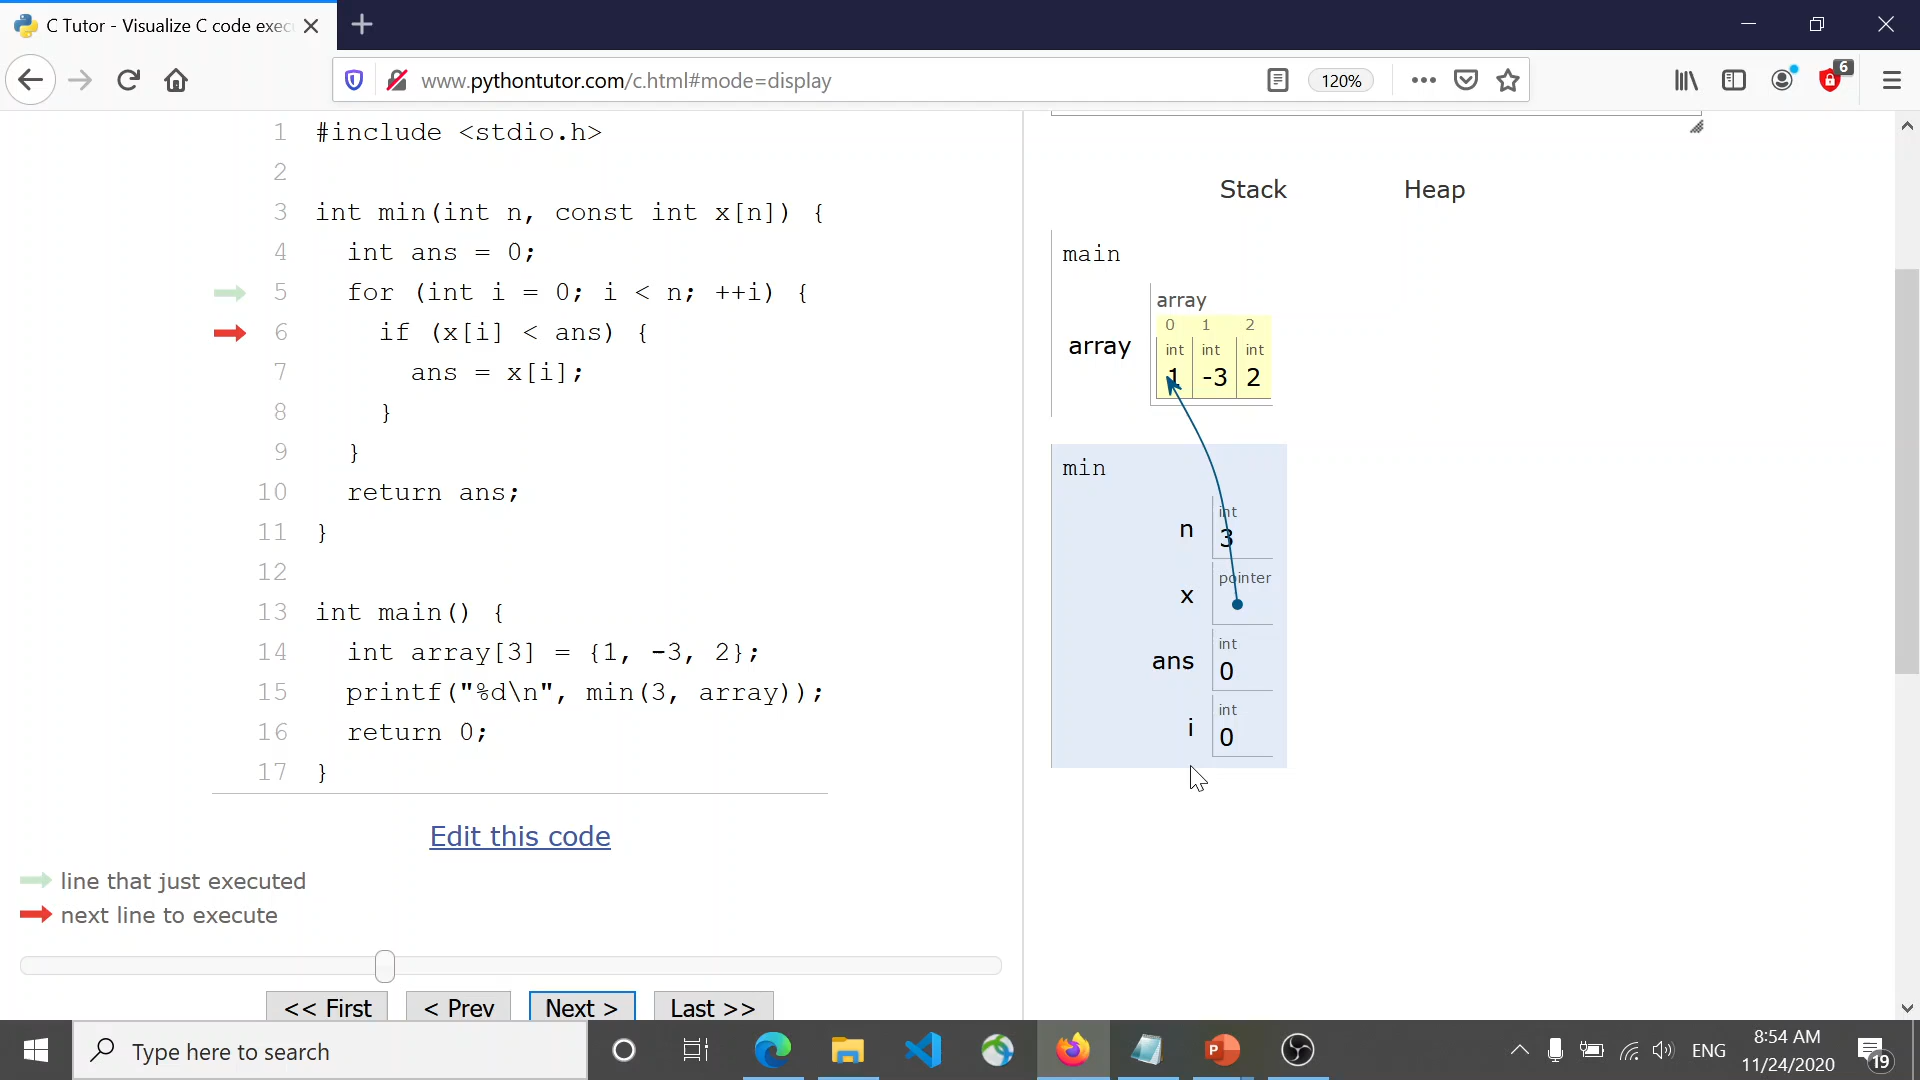 C Tutor - Visualize C code exec
www.pythontutor.com/c.html#mode=display
120%
6
1 #include <stdio.h>
2
3 int min(int n, const int x[n]) {
4 int ans = 0;
5 for (int i = 0; i < n; ++i) {
6 if (x[i] < ans) {
7 ans = x[i];
8 }
9 }
10 return ans;
11 }
12
13 int main() {
14 int array[3] = {1, -3, 2};
15 printf("%d\n", min(3, array));
16 return 0;
17 }
Edit this code
line that just executed
next line to execute
<< First < Prev Next > Last >>
Stack Heap
main
array
0 1 2
array
int int int
1 -3 2
min
int
n 3
pointer
x
int
ans 0
int
i 0
Type here to search
P
ENG
8:54 AM
11/24/2020
19